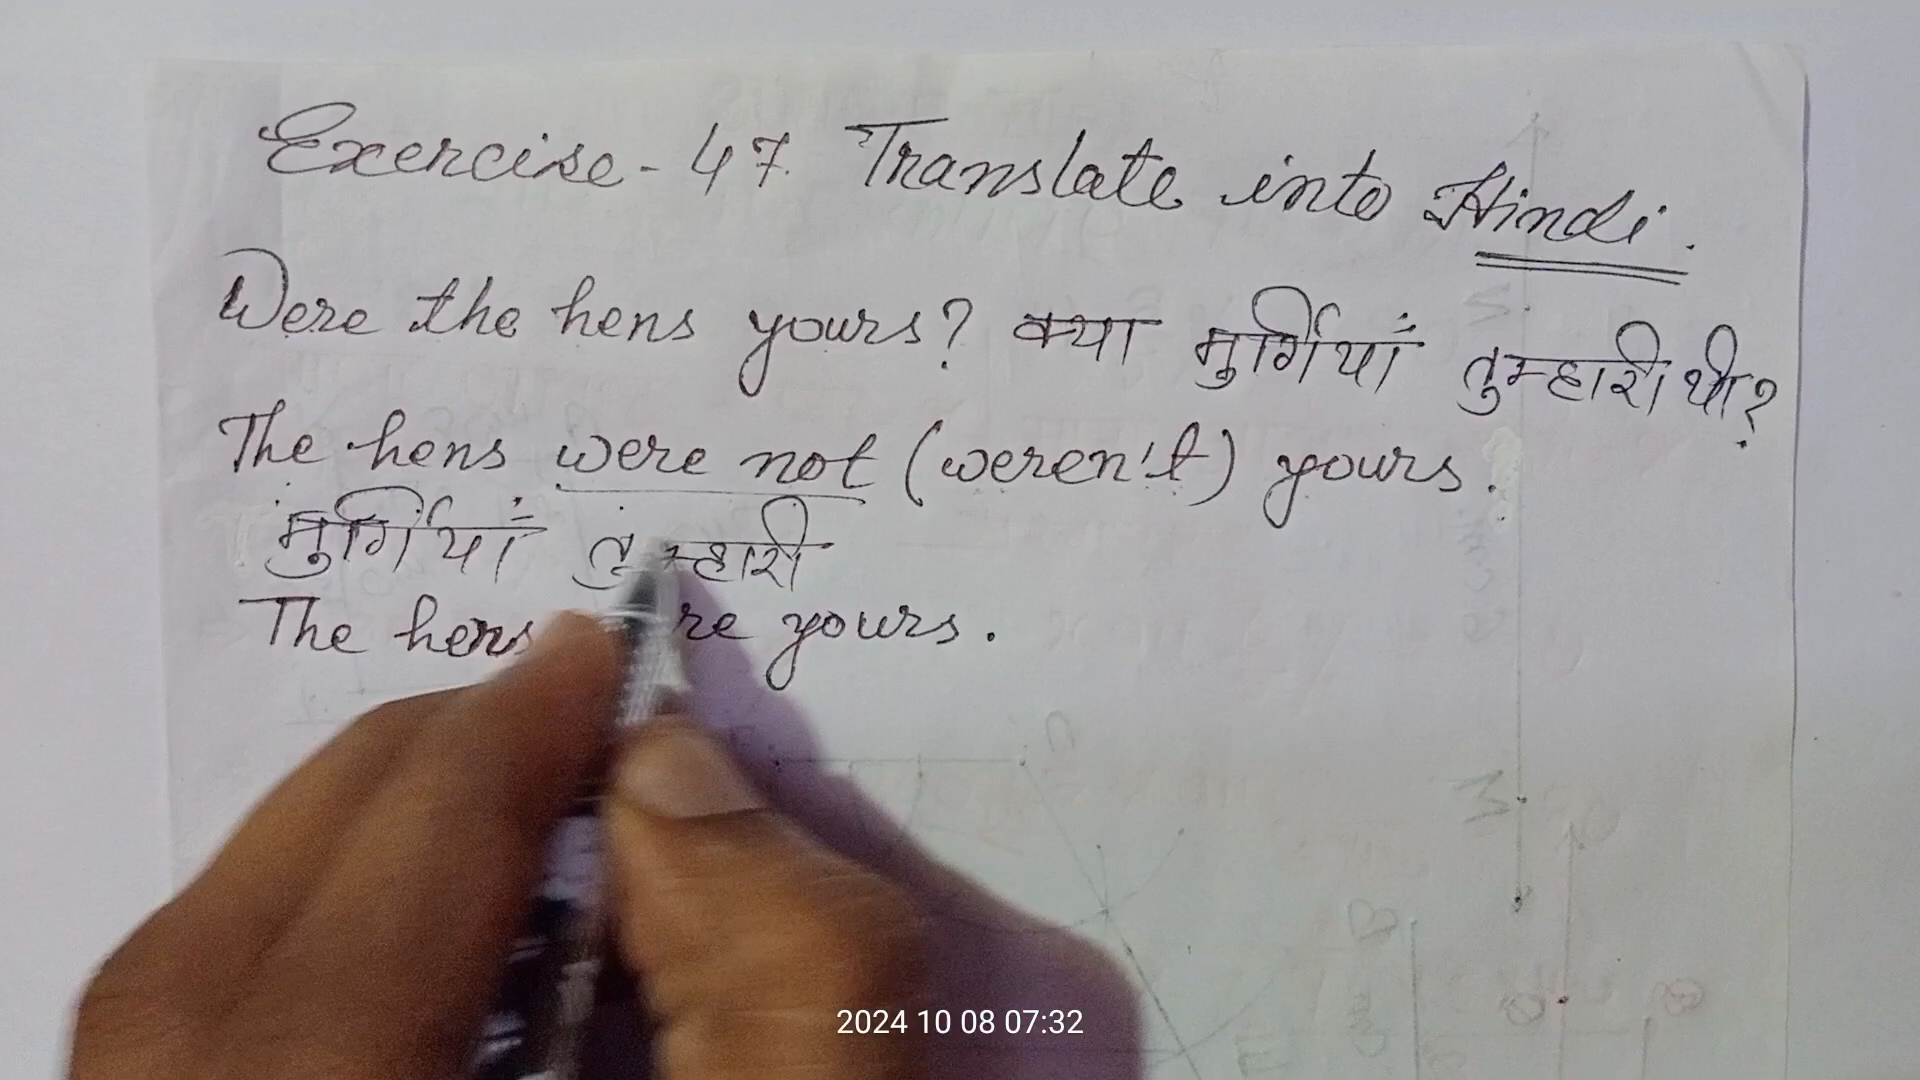 Exercise - 47. Translate into Hindi.
Were the hens yours? क्या मुर्गियाँ तुम्हारी थी?
The hens were not (weren't) yours.
मुर्गियाँ तुम्हारी
The hens yours.
2024 10 08 07:32